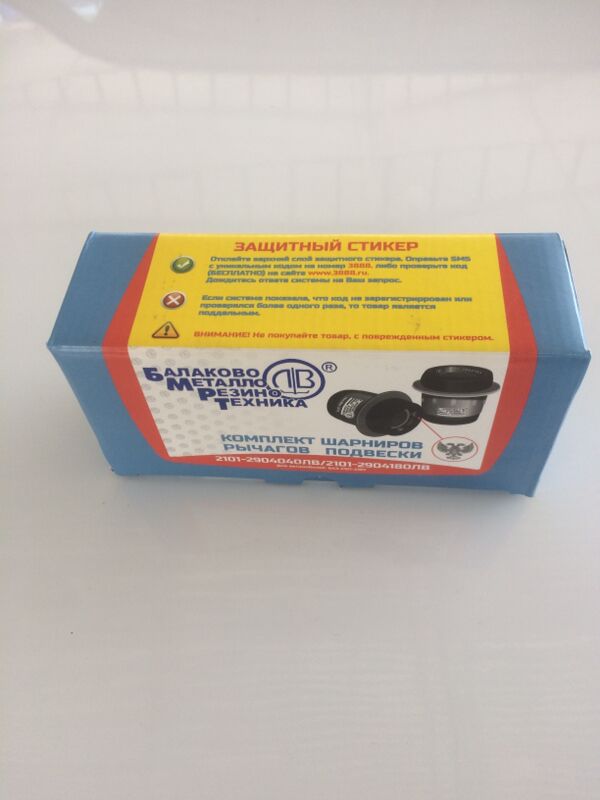 ЗАЩИТНЫЙ СТИКЕР
Отклейте верхний слой защитного стикера. Оправьте SMS
с уникальным кодом на номер 3888, либо проверьте код
(БЕСПЛАТНО) на сайте www.3888.ru.
Дождитесь ответа системы на Ваш запрос.
Если система показала, что код не зарегистрирован или
проверялся более одного раза, то товар является
поддельным.
ВНИМАНИЕ! Не покупайте товар, с поврежденным стикером.
БАЛАКОВО
МЕТАЛЛО
РЕЗИНО
ТЕХНИКА
ЛВ ®
КОМПЛЕКТ ШАРНИРОВ
РЫЧАГОВ ПОДВЕСКИ
2101-2904040ЛВ/2101-2904180ЛВ